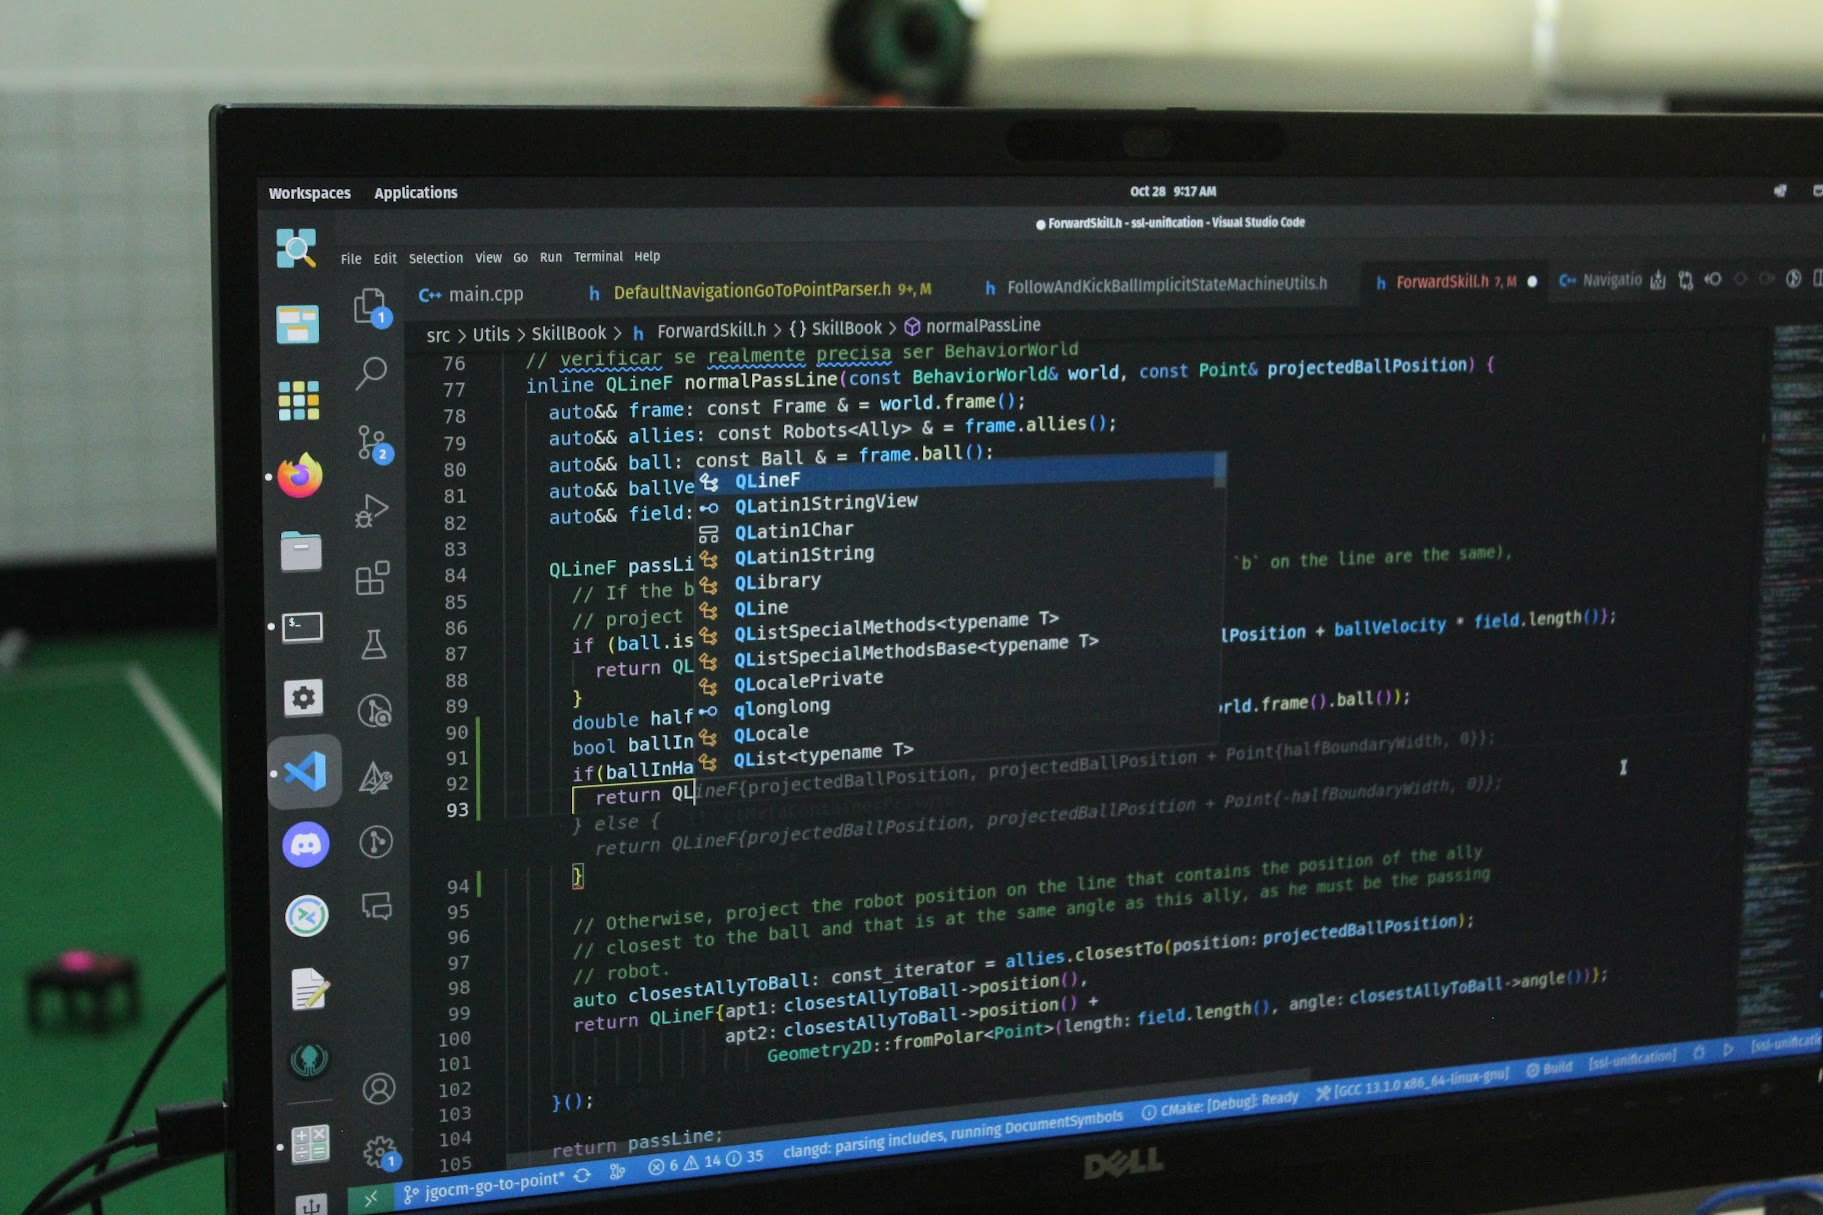 Workspaces Applications Oct 28 9:17 AM
ForwardSkill.h - ssl-unification - Visual Studio Code
File Edit Selection View Go Run Terminal Help
C++ main.cpp h DefaultNavigationGoToPointParser.h 9+, M h FollowAndKickBallImplicitStateMachineUtils.h h ForwardSkill.h 7, M C++ Navigatio
src > Utils > SkillBook > h ForwardSkill.h > {} SkillBook > normalPassLine
76 // verificar se realmente precisa ser BehaviorWorld
77 inline QLineF normalPassLine(const BehaviorWorld& world, const Point& projectedBallPosition) {
78 auto&& frame: const Frame & = world.frame();
79 auto&& allies: const Robots<Ally> & = frame.allies();
80 auto&& ball: const Ball & = frame.ball();
81 auto&& ballVe
82 auto&& field:
83
84 QLineF passLi
85 // If the b `b` on the line are the same),
86 // project
87 if (ball.is
88 return QL lPosition + ballVelocity * field.length()};
89 }
90 double half
91 bool ballIn rld.frame().ball());
92 if(ballInHa
93 return QLineF{projectedBallPosition, projectedBallPosition + Point{halfBoundaryWidth, 0}};
} else {
return QLineF{projectedBallPosition, projectedBallPosition + Point{-halfBoundaryWidth, 0}};
94 }
95
96 // Otherwise, project the robot position on the line that contains the position of the ally
97 // closest to the ball and that is at the same angle as this ally, as he must be the passing
98 // robot.
99 auto closestAllyToBall: const_iterator = allies.closestTo(position: projectedBallPosition);
100 return QLineF{apt1: closestAllyToBall->position(),
101 apt2: closestAllyToBall->position() +
102 Geometry2D::fromPolar<Point>(length: field.length(), angle: closestAllyToBall->angle())};
103 }();
104
105 return passLine;
QLineF
QLatin1StringView
QLatin1Char
QLatin1String
QLibrary
QLine
QListSpecialMethods<typename T>
QListSpecialMethodsBase<typename T>
QLocalePrivate
qlonglong
QLocale
QList<typename T>
1
2
1
jgocm-go-to-point* 6 14 35 clangd: parsing includes, running DocumentSymbols CMake: [Debug]: Ready [GCC 13.1.0 x86_64-linux-gnu] Build [ssl-unification] [ssl-unificatio
DELL